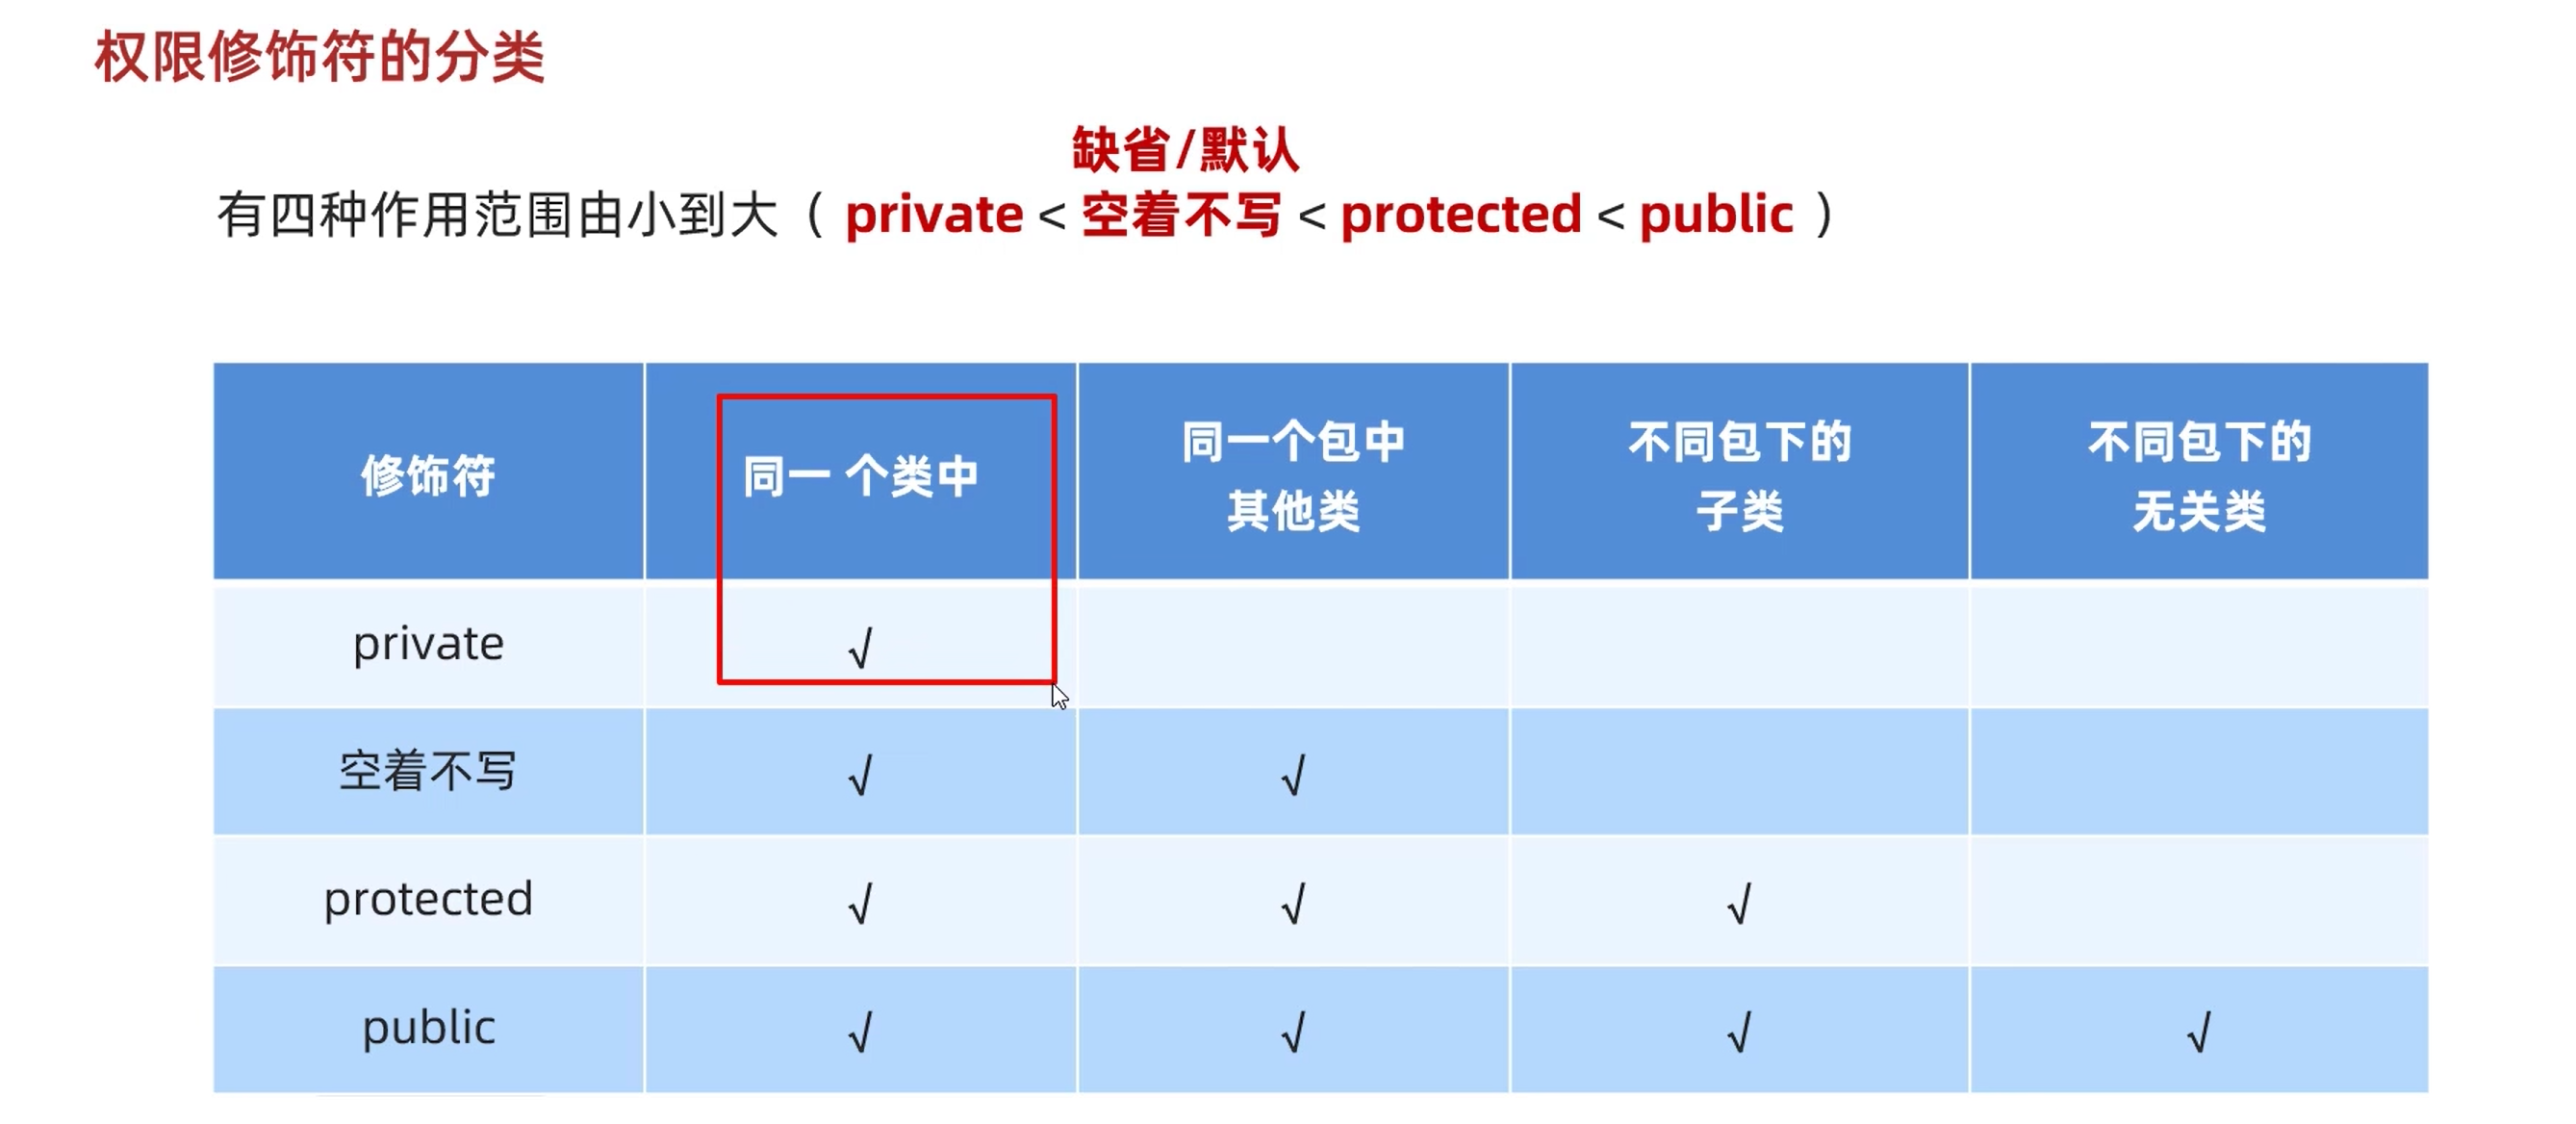 权限修饰符的分类
缺省/默认
有四种作用范围由小到大（ private < 空着不写 < protected < public ）
修饰符 同一 个类中 同一个包中 不同包下的 不同包下的
其他类 子类 无关类
private √
空着不写 √ √
protected √ √ √
public √ √ √ √